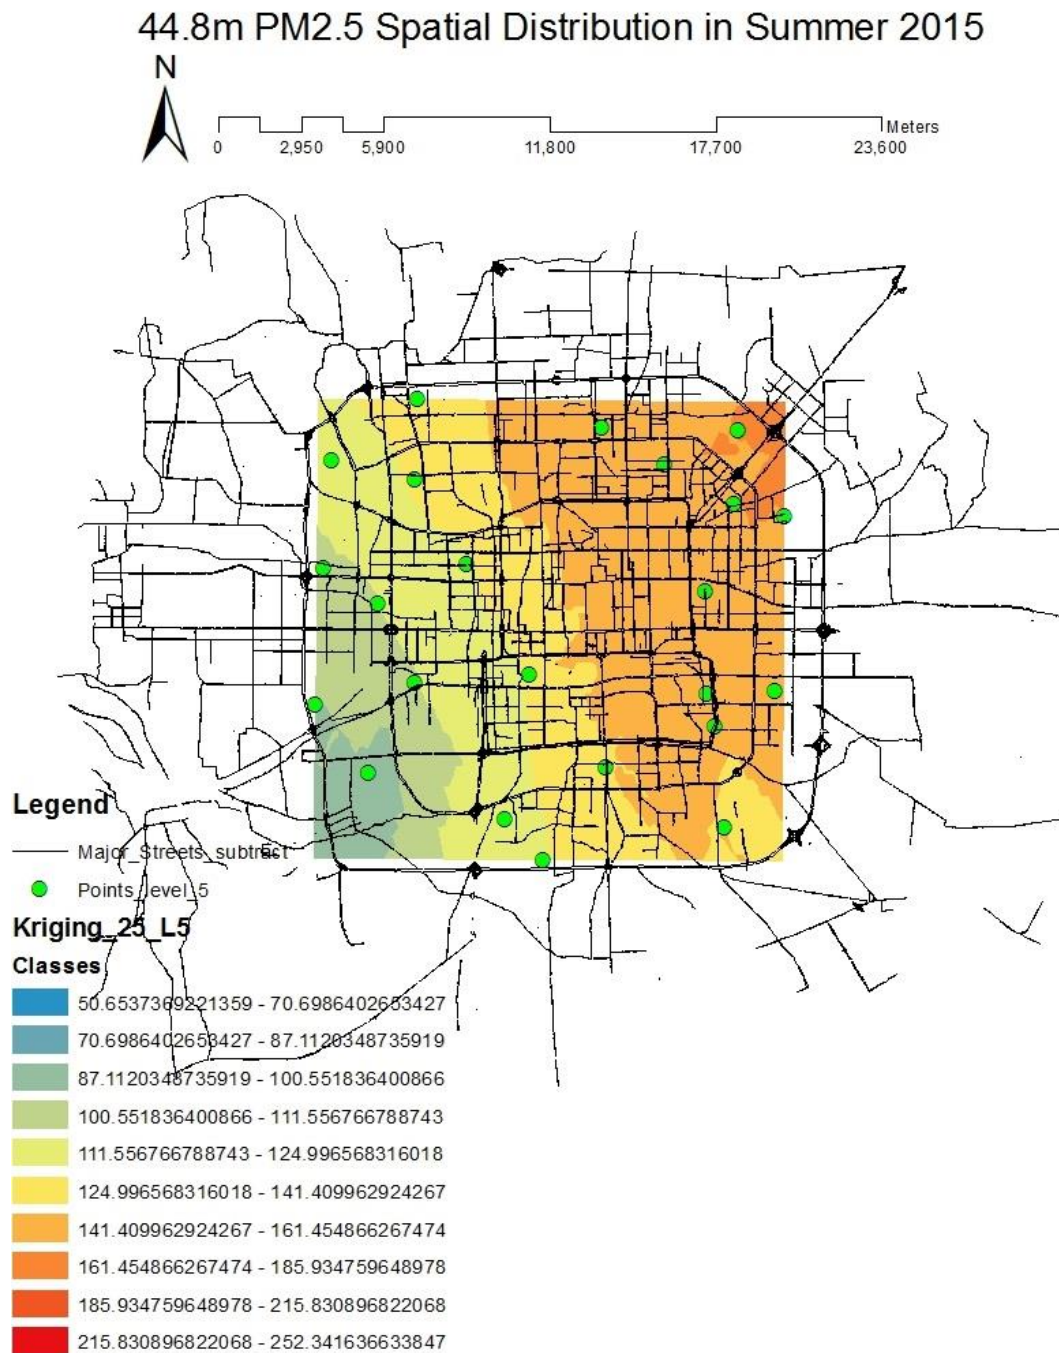 44.8m PM2.5 Spatial Distribution in Summer 2015
N
Meters
0 2,950 5,900 11,800 17,700 23,600
Legend
Major_Streets_subtract
Points_level_5
Kriging_25_L5
Classes
50.6537369221359 - 70.6986402653427
70.6986402653427 - 87.1120348735919
87.1120348735919 - 100.551836400866
100.551836400866 - 111.556766788743
111.556766788743 - 124.996568316018
124.996568316018 - 141.409962924267
141.409962924267 - 161.454866267474
161.454866267474 - 185.934759648978
185.934759648978 - 215.830896822068
215.830896822068 - 252.341636633847